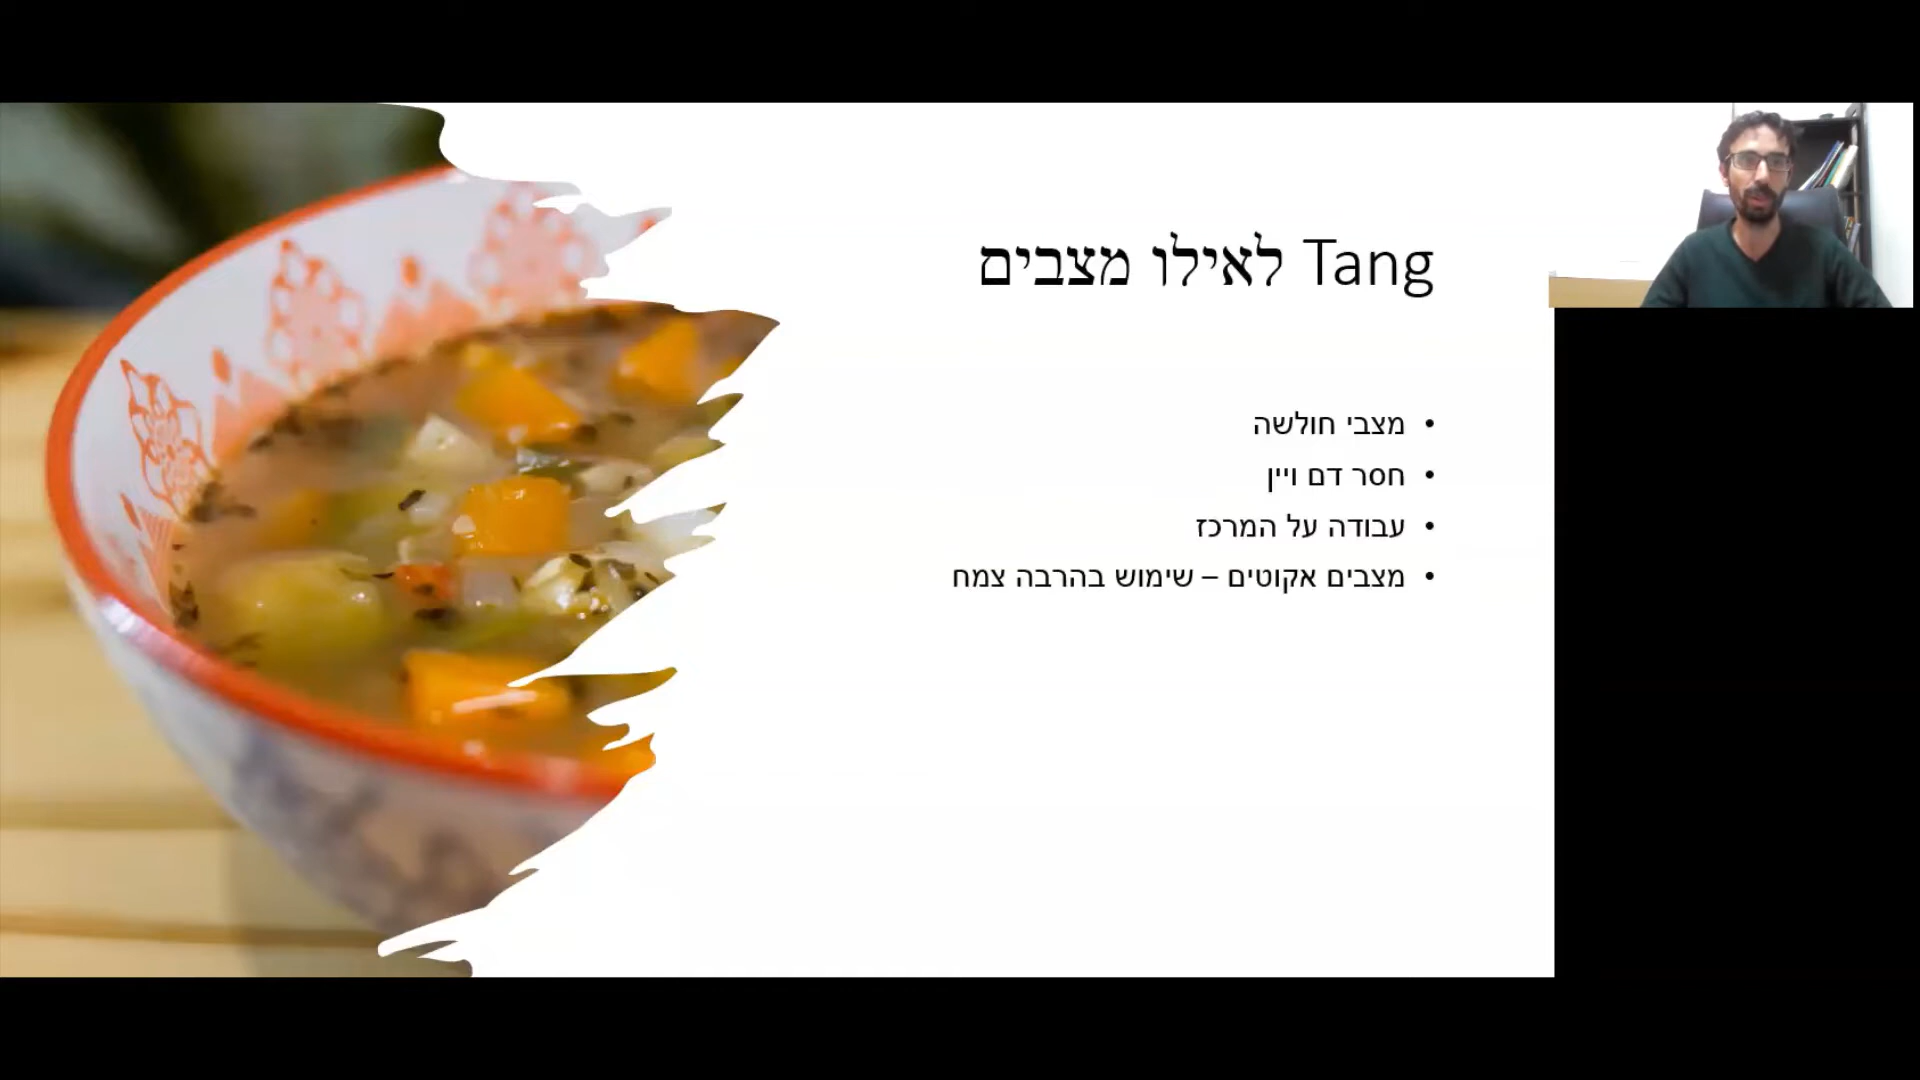 Tang לאילו מצבים
• מצבי חולשה
• חסר דם ויין
• עבודה על המרכז
• מצבים אקוטים – שימוש בהרבה צמח